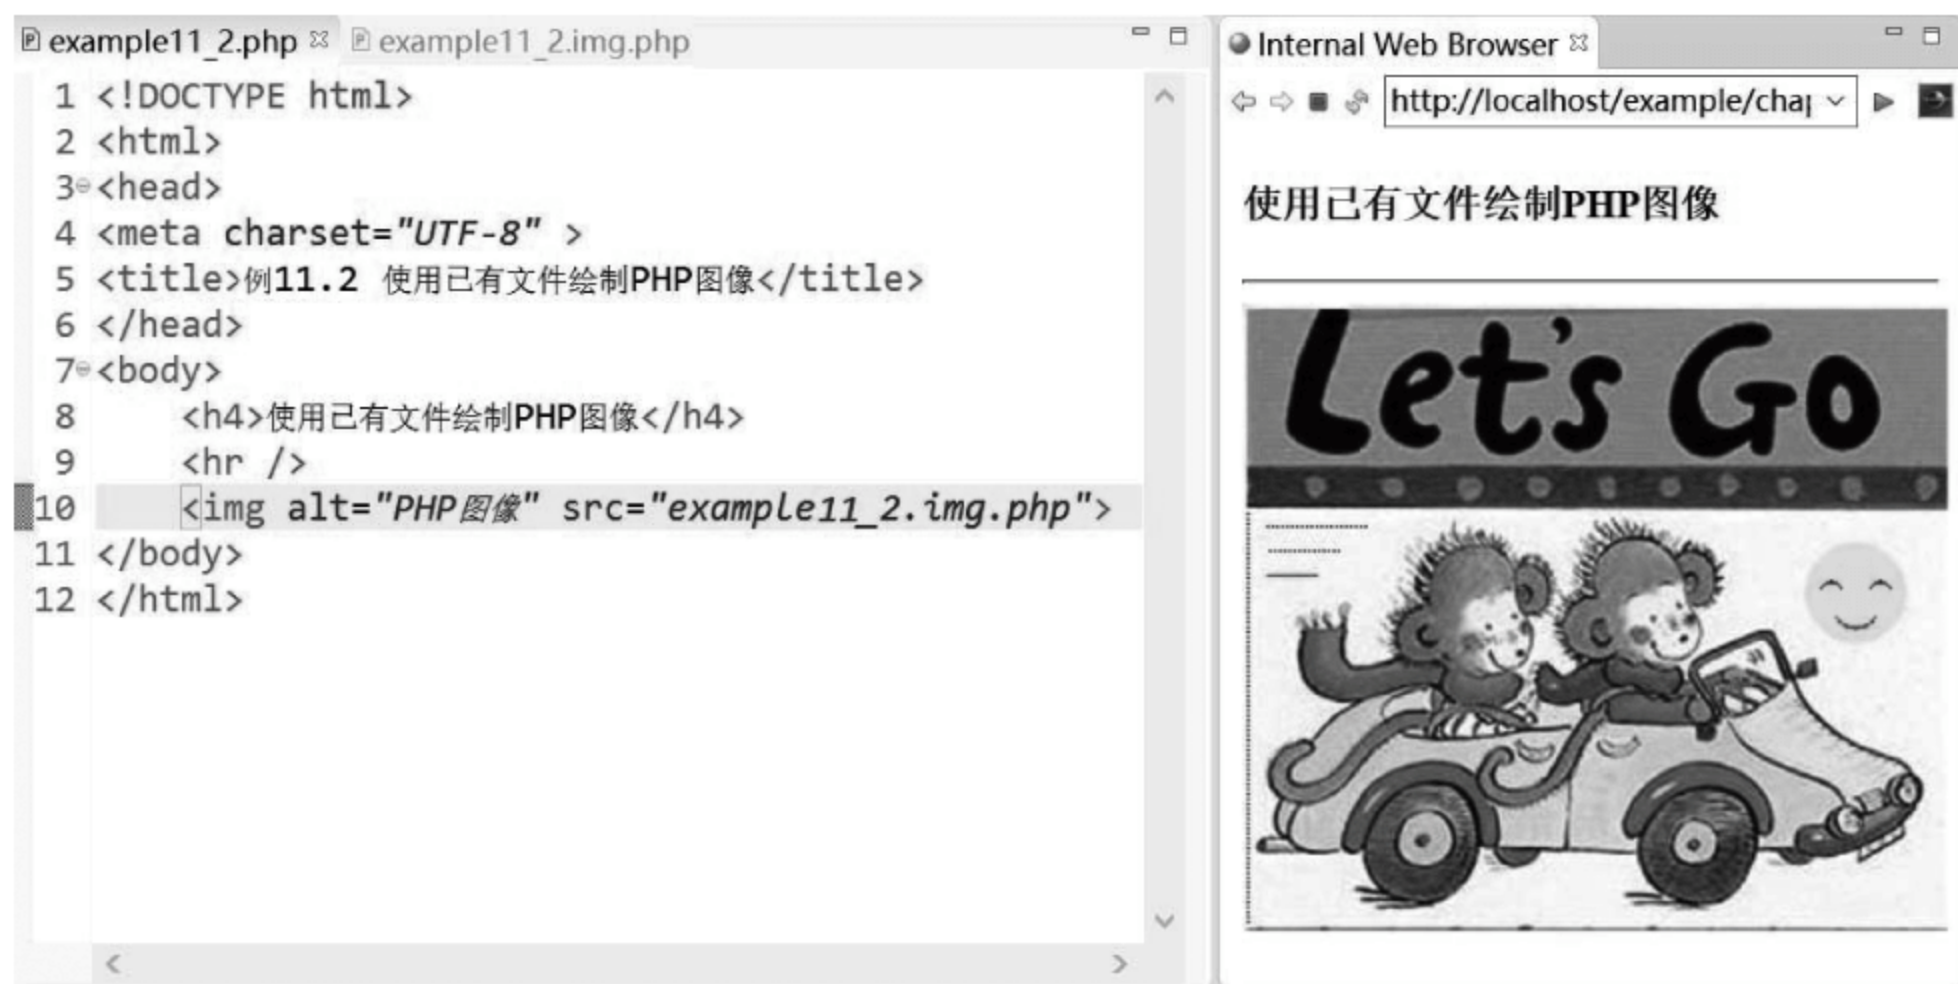 example11_2.php
example11_2.img.php
1 <!DOCTYPE html>
2 <html>
3 <head>
4 <meta charset="UTF-8" >
5 <title>例11.2 使用已有文件绘制PHP图像</title>
6 </head>
7 <body>
8 <h4>使用已有文件绘制PHP图像</h4>
9 <hr />
10 <img alt="PHP图像" src="example11_2.img.php">
11 </body>
12 </html>
Internal Web Browser
http://localhost/example/chap
使用已有文件绘制PHP图像
Let's Go